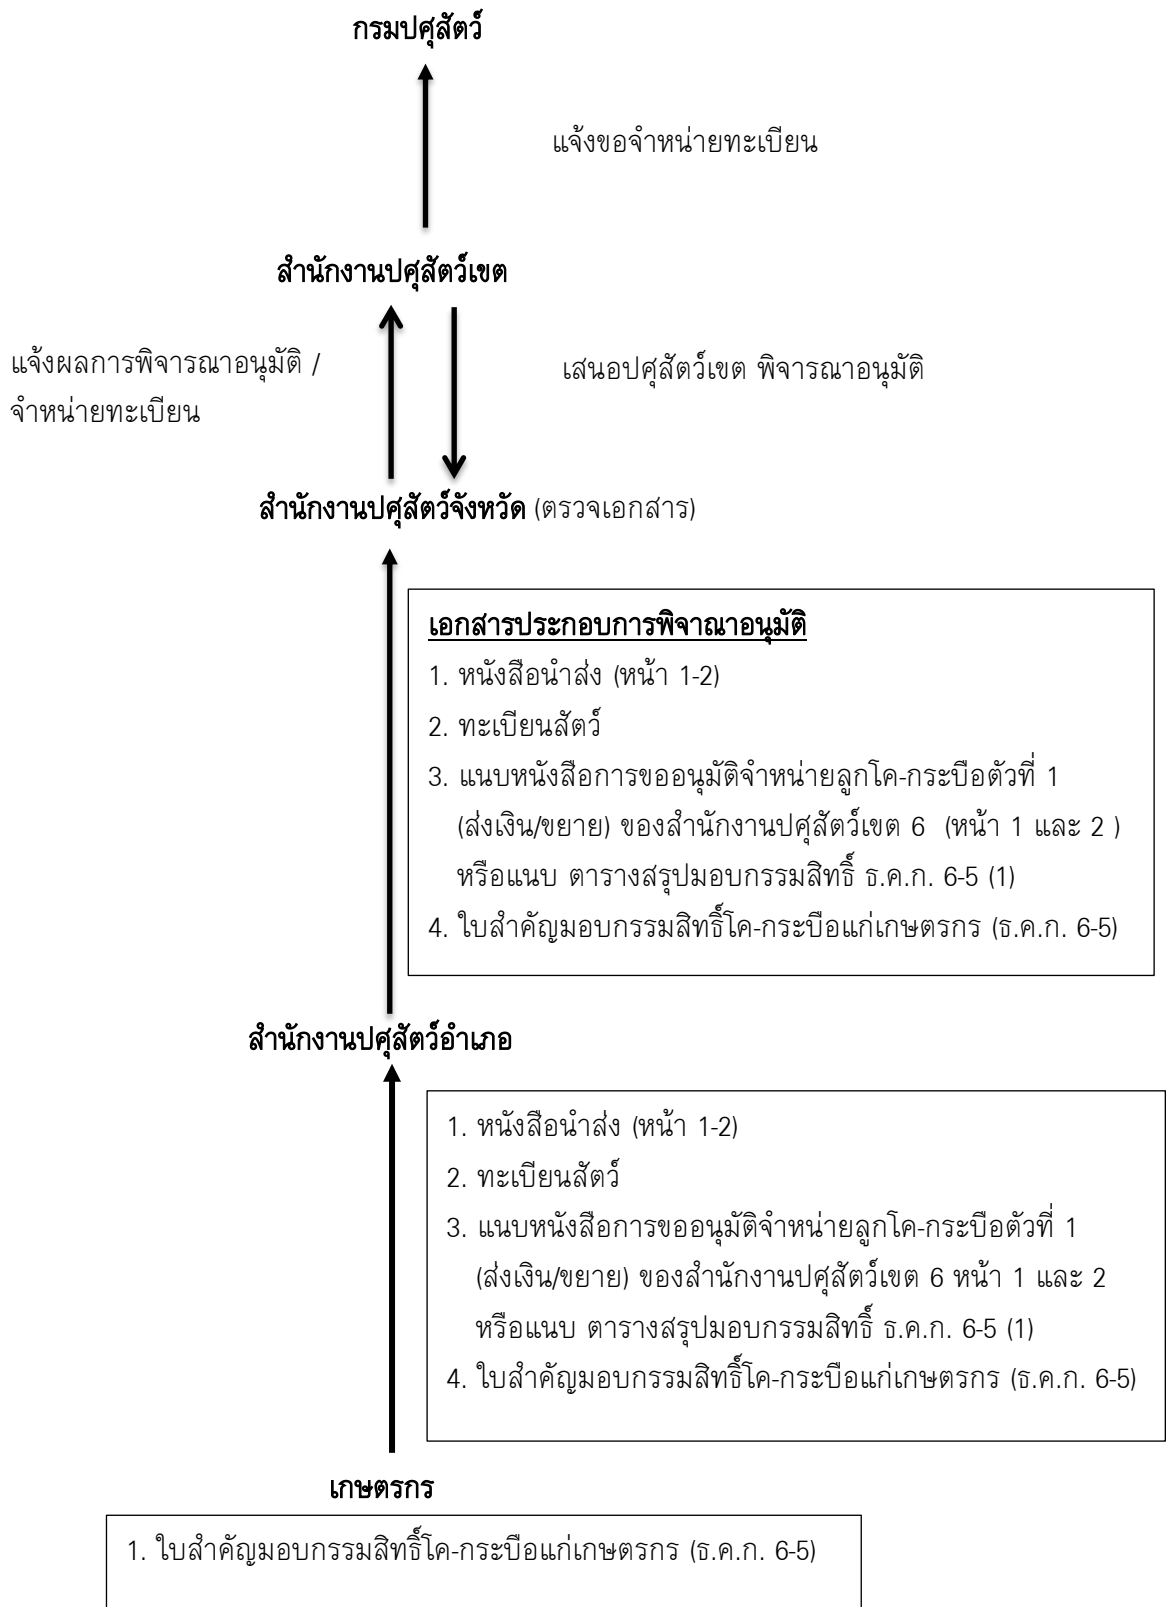 กรมปศุสัตว์
แจ้งขอจำหน่ายทะเบียน
สำนักงานปศุสัตว์เขต
แจ้งผลการพิจารณาอนุมัติ /
จำหน่ายทะเบียน
เสนอปศุสัตว์เขต พิจารณาอนุมัติ
สำนักงานปศุสัตว์จังหวัด (ตรวจเอกสาร)
เอกสารประกอบการพิจาณาอนุมัติ
1. หนังสือนำส่ง (หน้า 1-2)
2. ทะเบียนสัตว์
3. แนบหนังสือการขออนุมัติจำหน่ายลูกโค-กระบือตัวที่ 1
(ส่งเงิน/ขยาย) ของสำนักงานปศุสัตว์เขต 6 (หน้า 1 และ 2 )
หรือแนบ ตารางสรุปมอบกรรมสิทธิ์ ธ.ค.ก. 6-5 (1)
4. ใบสำคัญมอบกรรมสิทธิ์โค-กระบือแก่เกษตรกร (ธ.ค.ก. 6-5)
สำนักงานปศุสัตว์อำเภอ
1. หนังสือนำส่ง (หน้า 1-2)
2. ทะเบียนสัตว์
3. แนบหนังสือการขออนุมัติจำหน่ายลูกโค-กระบือตัวที่ 1
(ส่งเงิน/ขยาย) ของสำนักงานปศุสัตว์เขต 6 หน้า 1 และ 2
หรือแนบ ตารางสรุปมอบกรรมสิทธิ์ ธ.ค.ก. 6-5 (1)
4. ใบสำคัญมอบกรรมสิทธิ์โค-กระบือแก่เกษตรกร (ธ.ค.ก. 6-5)
เกษตรกร
1. ใบสำคัญมอบกรรมสิทธิ์โค-กระบือแก่เกษตรกร (ธ.ค.ก. 6-5)